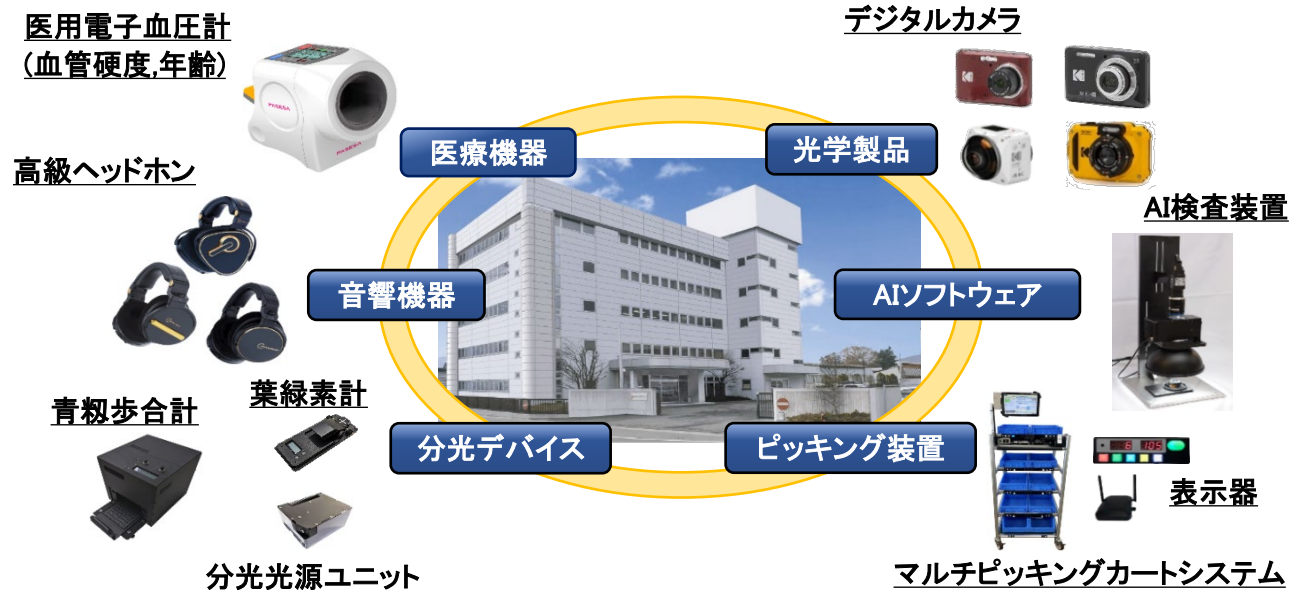 医用電子血圧計
(血管硬度,年齢)
デジタルカメラ
PASESA
PASESA
医療機器
光学製品
高級ヘッドホン
AI検査装置
音響機器
AIソフトウェア
青籾歩合計
葉緑素計
分光デバイス
ピッキング装置
6 105
表示器
分光光源ユニット
マルチピッキングカートシステム